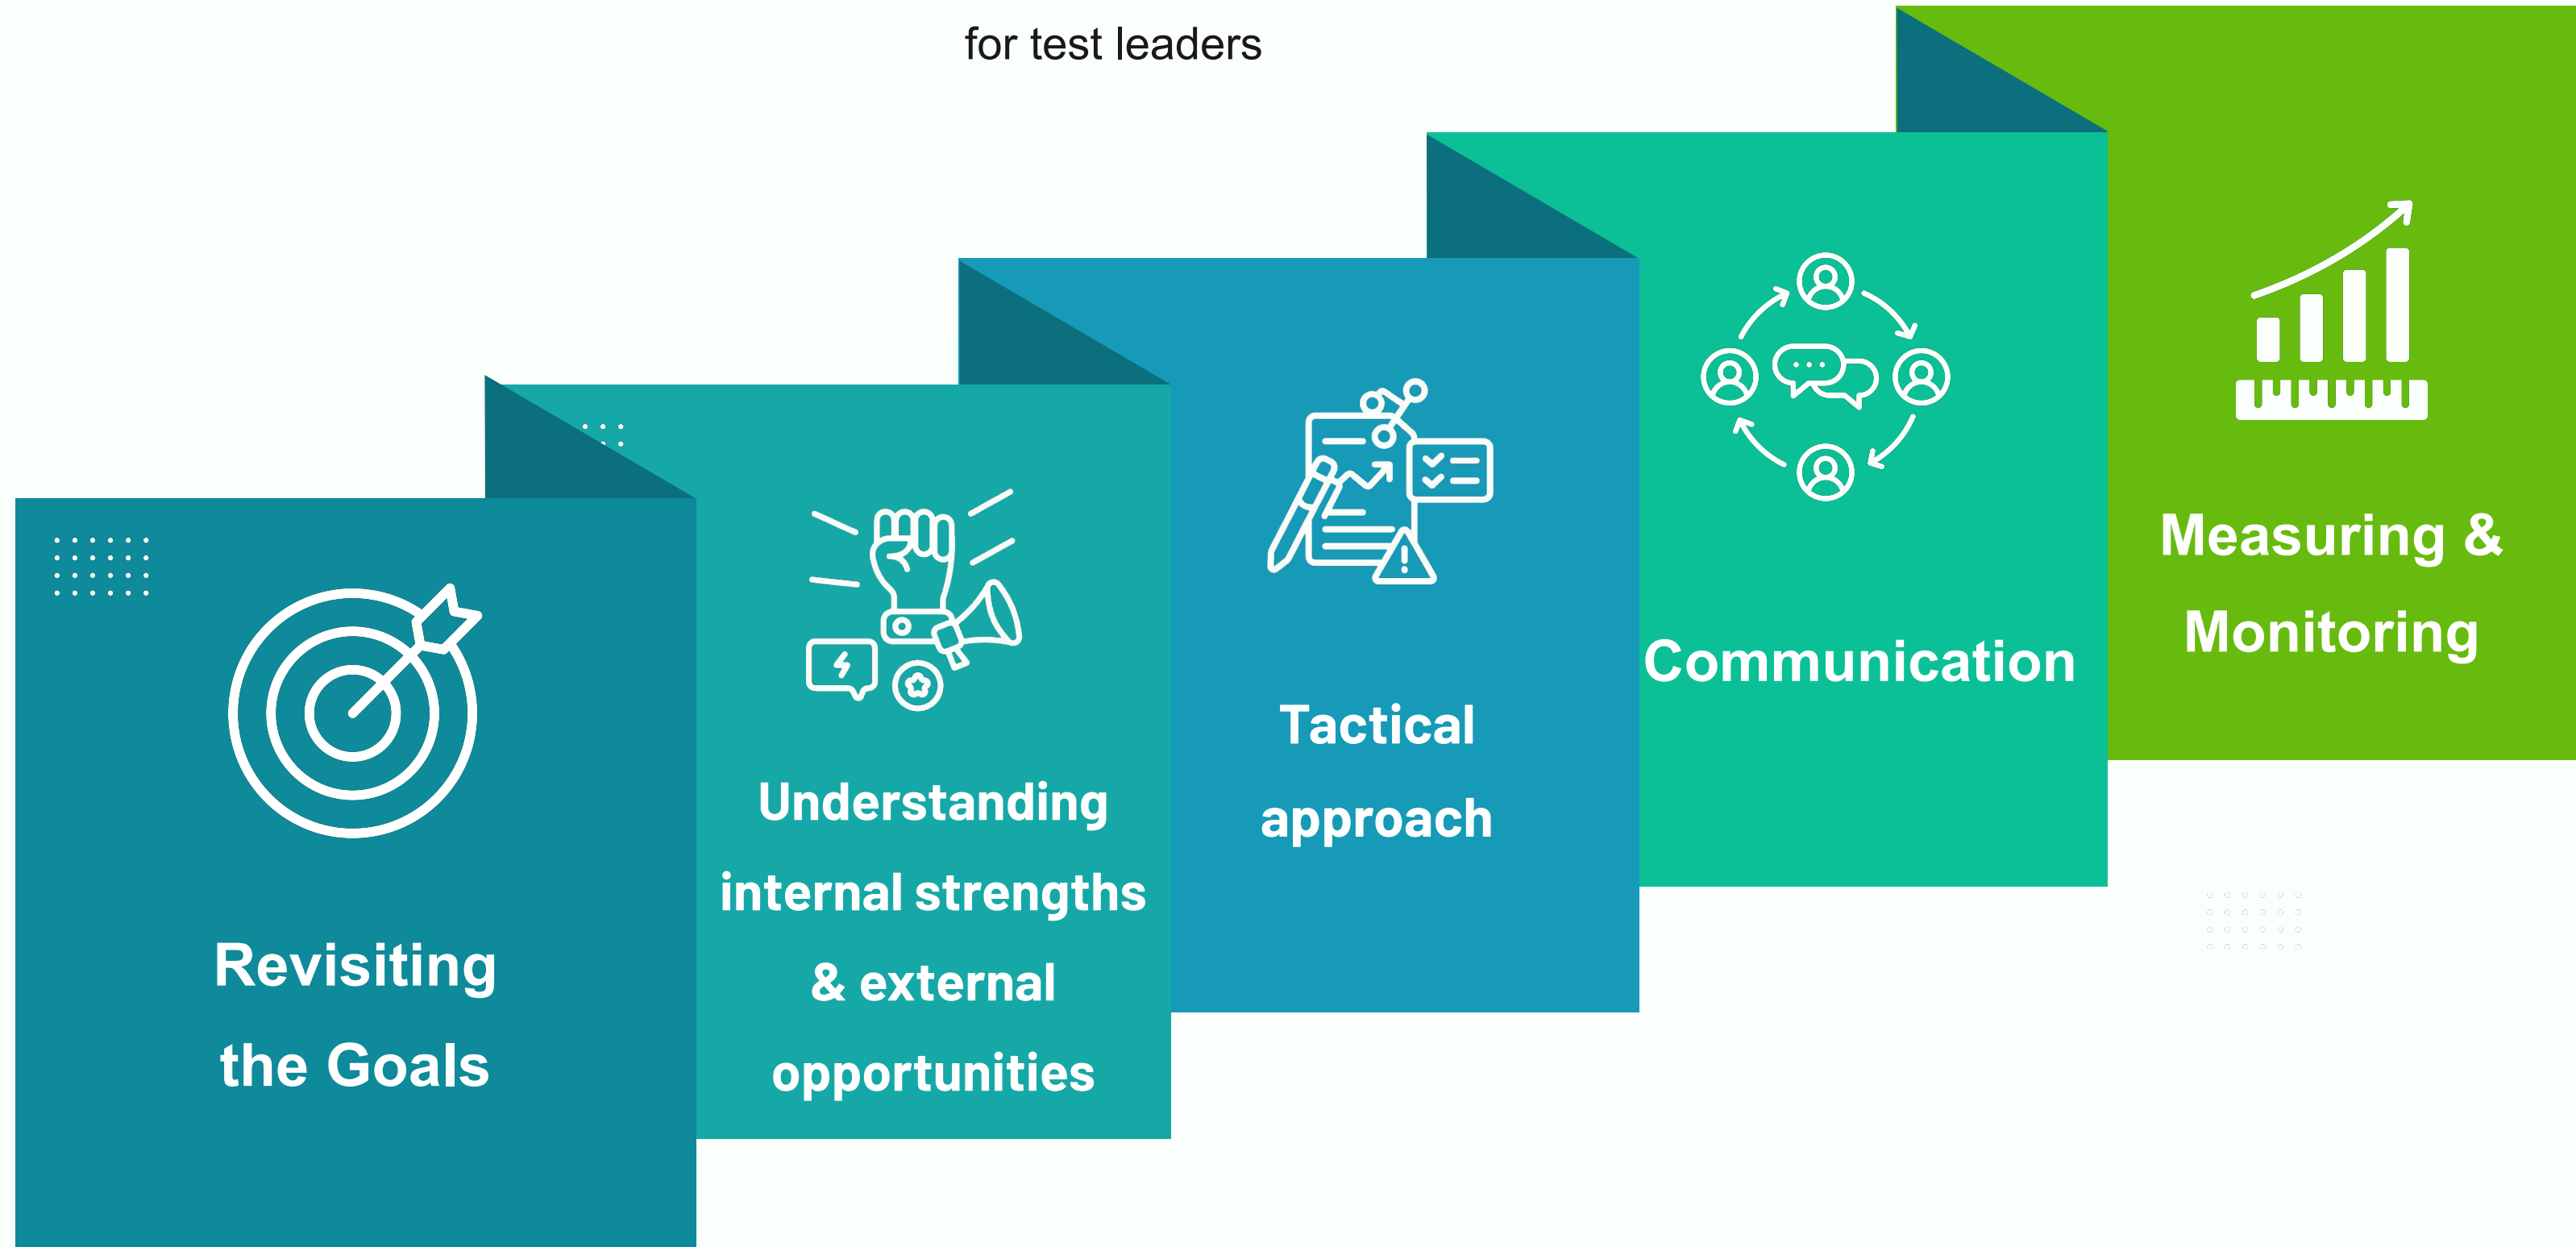 for test leaders
Revisiting
the Goals
Understanding
internal strengths
& external
opportunities
Tactical
approach
Communication
Measuring &
Monitoring